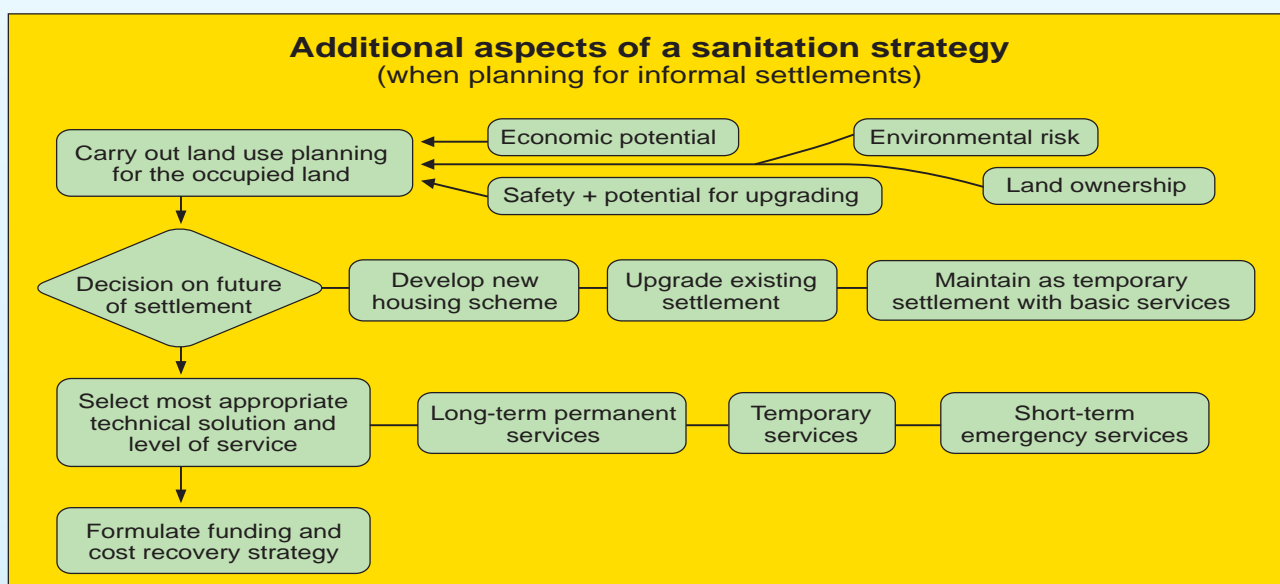 Additional aspects of a sanitation strategy
(when planning for informal settlements)
Carry out land use planning
for the occupied land
Economic potential
Environmental risk
Safety + potential for upgrading
Land ownership
Decision on future
of settlement
Develop new
housing scheme
Upgrade existing
settlement
Maintain as temporary
settlement with basic services
Select most appropriate
technical solution and
level of service
Long-term permanent
services
Temporary
services
Short-term
emergency services
Formulate funding and
cost recovery strategy